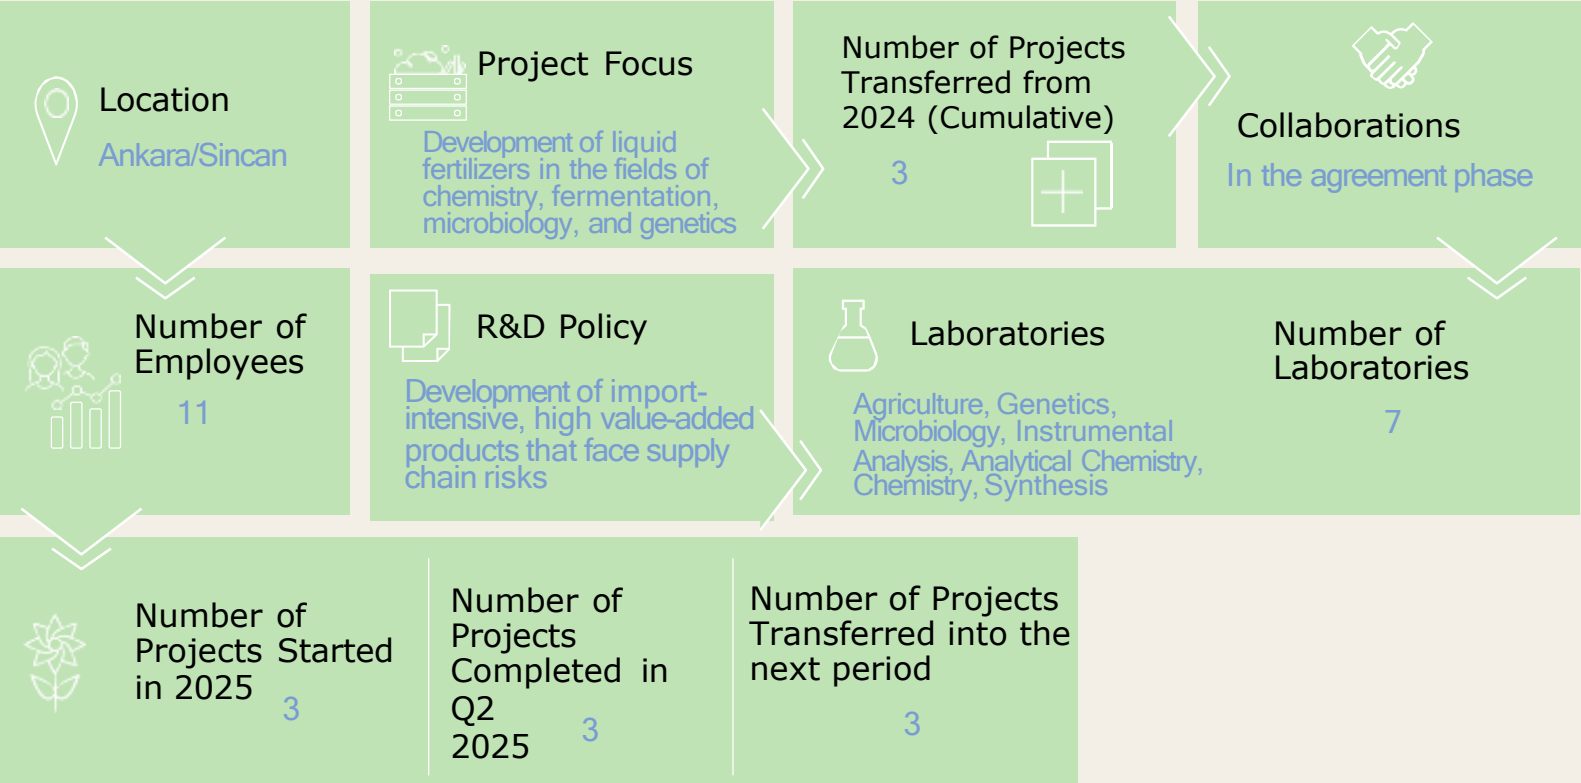 Location
Ankara/Sincan
Project Focus
Development of liquid
fertilizers in the fields of
chemistry, fermentation,
microbiology, and genetics
Number of Projects
Transferred from
2024 (Cumulative)
3
Collaborations
In the agreement phase
Number of
Employees
11
R&D Policy
Development of import-
intensive, high value-added
products that face supply
chain risks
Laboratories
Agriculture, Genetics,
Microbiology, Instrumental
Analysis, Analytical Chemistry,
Chemistry, Synthesis
Number of
Laboratories
7
Number of
Projects Started
in 2025
3
Number of
Projects
Completed in
Q2
2025
3
Number of Projects
Transferred into the
next period
3